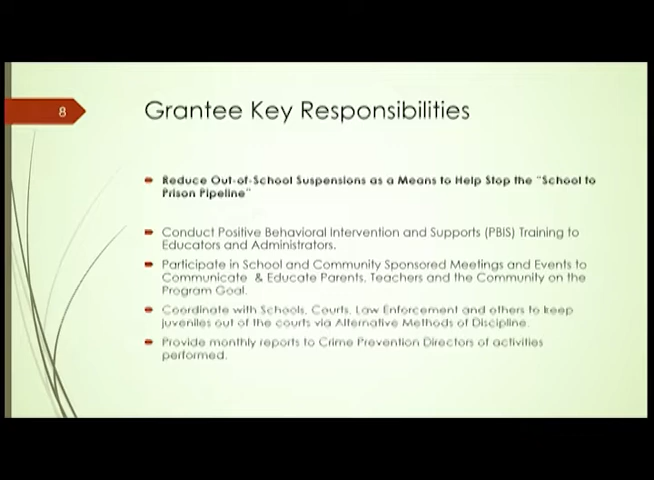 8
Grantee Key Responsibilities
Reduce Out-of-School Suspensions as a Means to Help Stop the "School to
Prison Pipeline"
Conduct Positive Behavioral Intervention and Supports (PBIS) Training to
Educators and Administrators.
Participate in School and Community Sponsored Meetings and Events to
Communicate & Educate Parents, Teachers and the Community on the
Program Goal.
Coordinate with Schools, Courts, Law Enforcement and others to keep
juveniles out of the courts via Alternative Methods of Discipline.
Provide monthly reports to Crime Prevention Directors of activities
performed.